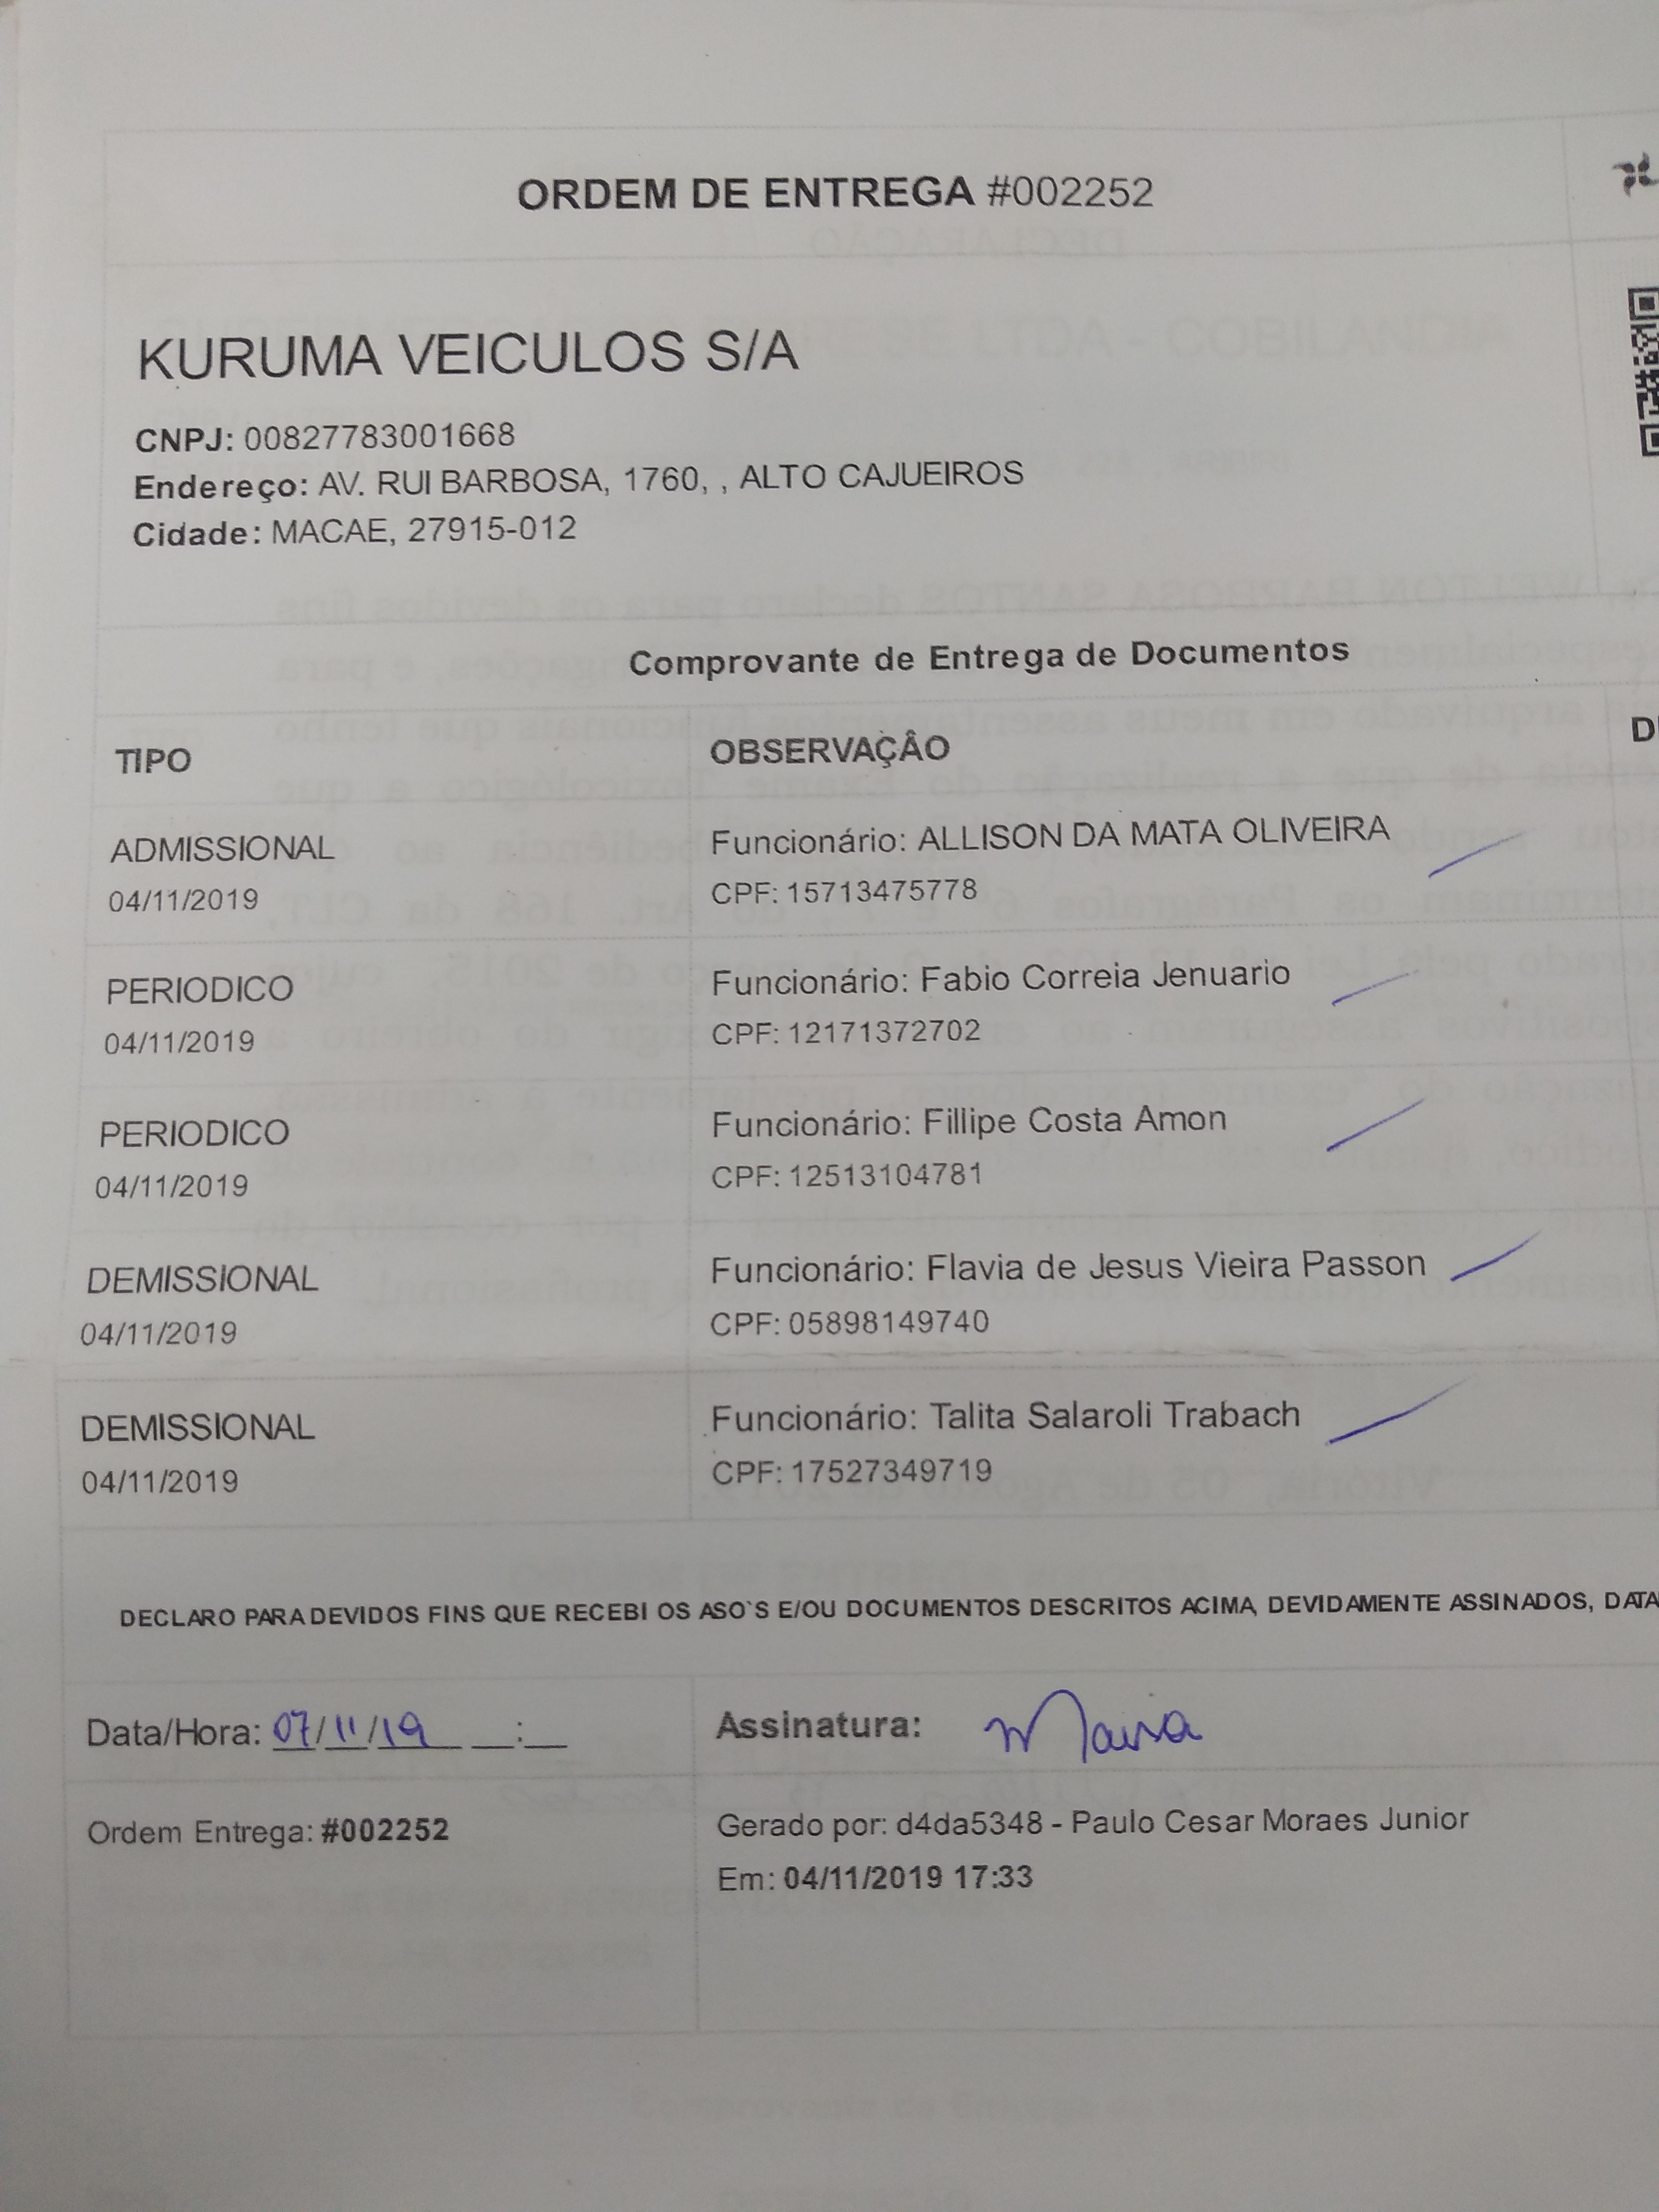 ORDEM DE ENTREGA #002252
KURUMA VEICULOS S/A
CNPJ: 00827783001668
Endereço: AV. RUI BARBOSA, 1760, , ALTO CAJUEIROS
Cidade: MACAE, 27915-012
Comprovante de Entrega de Documentos
TIPO OBSERVAÇÂO
ADMISSIONAL Funcionário: ALLISON DA MATA OLIVEIRA
04/11/2019 CPF: 15713475778
PERIODICO Funcionário: Fabio Correia Jenuario
04/11/2019 CPF: 12171372702
PERIODICO Funcionário: Fillipe Costa Amon
04/11/2019 CPF: 12513104781
DEMISSIONAL Funcionário: Flavia de Jesus Vieira Passon
04/11/2019 CPF: 05898149740
DEMISSIONAL Funcionário: Talita Salaroli Trabach
04/11/2019 CPF: 17527349719
DECLARO PARA DEVIDOS FINS QUE RECEBI OS ASO`S E/OU DOCUMENTOS DESCRITOS ACIMA, DEVIDAMENTE ASSINADOS, DATA
Data/Hora: 07/11/19 __:__ Assinatura:
Ordem Entrega: #002252 Gerado por: d4da5348 - Paulo Cesar Moraes Junior
Em: 04/11/2019 17:33